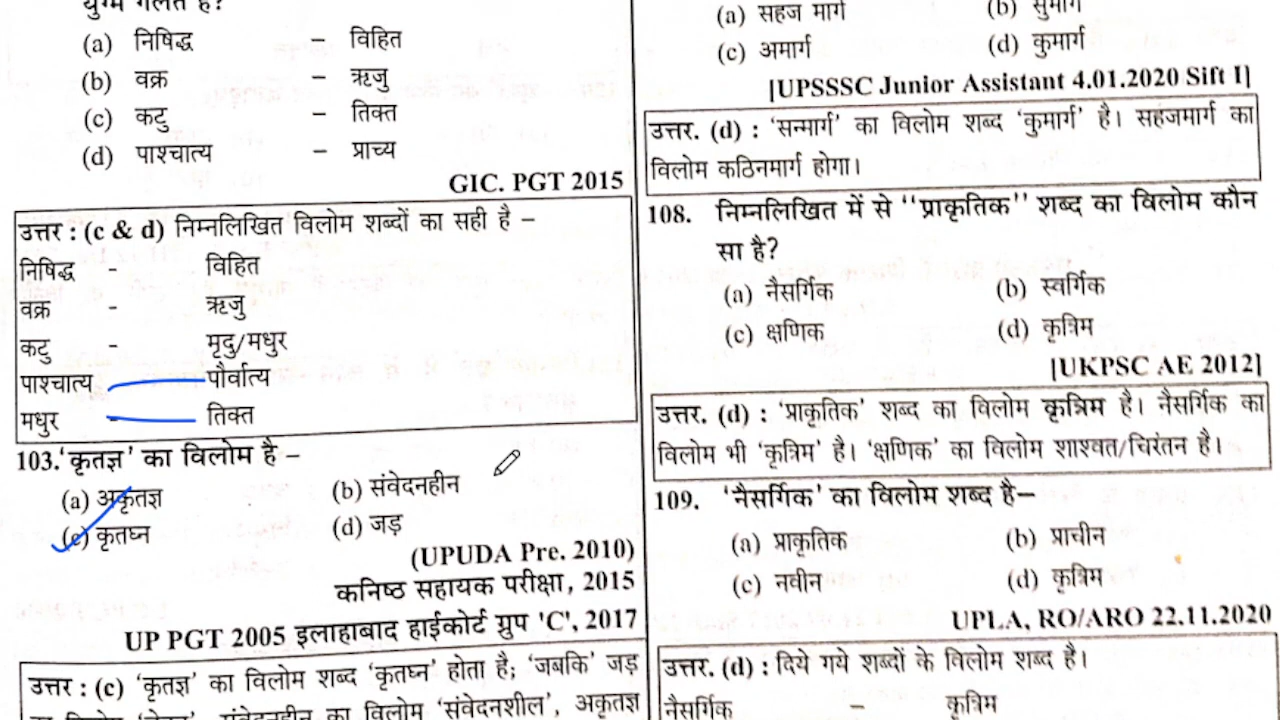 युग्म गलत है?
(a) निषिद्ध – विहित
(b) वक्र – ऋजु
(c) कटु – तिक्त
(d) पाश्चात्य – प्राच्य
GIC. PGT 2015
उत्तर : (c & d) निम्नलिखित विलोम शब्दों का सही है –
निषिद्ध - विहित
वक्र - ऋजु
कटु - मृदु/मधुर
पाश्चात्य पौर्वात्य
मधुर तिक्त
103. 'कृतज्ञ' का विलोम है –
(a) अकृतज्ञ (b) संवेदनहीन
(c) कृतघ्न (d) जड़
(UPUDA Pre. 2010)
कनिष्ठ सहायक परीक्षा, 2015
UP PGT 2005 इलाहाबाद हाईकोर्ट ग्रुप 'C', 2017
उत्तर : (c) 'कृतज्ञ' का विलोम शब्द 'कृतघ्न' होता है; 'जबकि' जड़
संवेदनहीन का विलोम 'संवेदनशील', अकृतज्ञ
(a) सहज मार्ग (b) सुमार्ग
(c) अमार्ग (d) कुमार्ग
[UPSSSC Junior Assistant 4.01.2020 Sift I]
उत्तर. (d) : 'सन्मार्ग' का विलोम शब्द 'कुमार्ग' है। सहजमार्ग का
विलोम कठिनमार्ग होगा।
108. निम्नलिखित में से "प्राकृतिक" शब्द का विलोम कौन
सा है?
(a) नैसर्गिक (b) स्वर्गिक
(c) क्षणिक (d) कृत्रिम
[UKPSC AE 2012]
उत्तर. (d) : 'प्राकृतिक' शब्द का विलोम कृत्रिम है। नैसर्गिक का
विलोम भी 'कृत्रिम' है। 'क्षणिक' का विलोम शाश्वत/चिरंतन है।
109. 'नैसर्गिक' का विलोम शब्द है–
(a) प्राकृतिक (b) प्राचीन
(c) नवीन (d) कृत्रिम
UPLA, RO/ARO 22.11.2020
उत्तर. (d) : दिये गये शब्दों के विलोम शब्द है।
नैसर्गिक – कृत्रिम